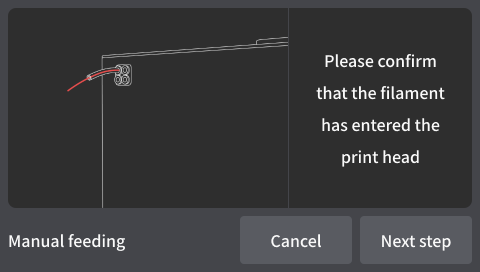 Please confirm
that the filament
has entered the
print head
Manual feeding
Cancel
Next step